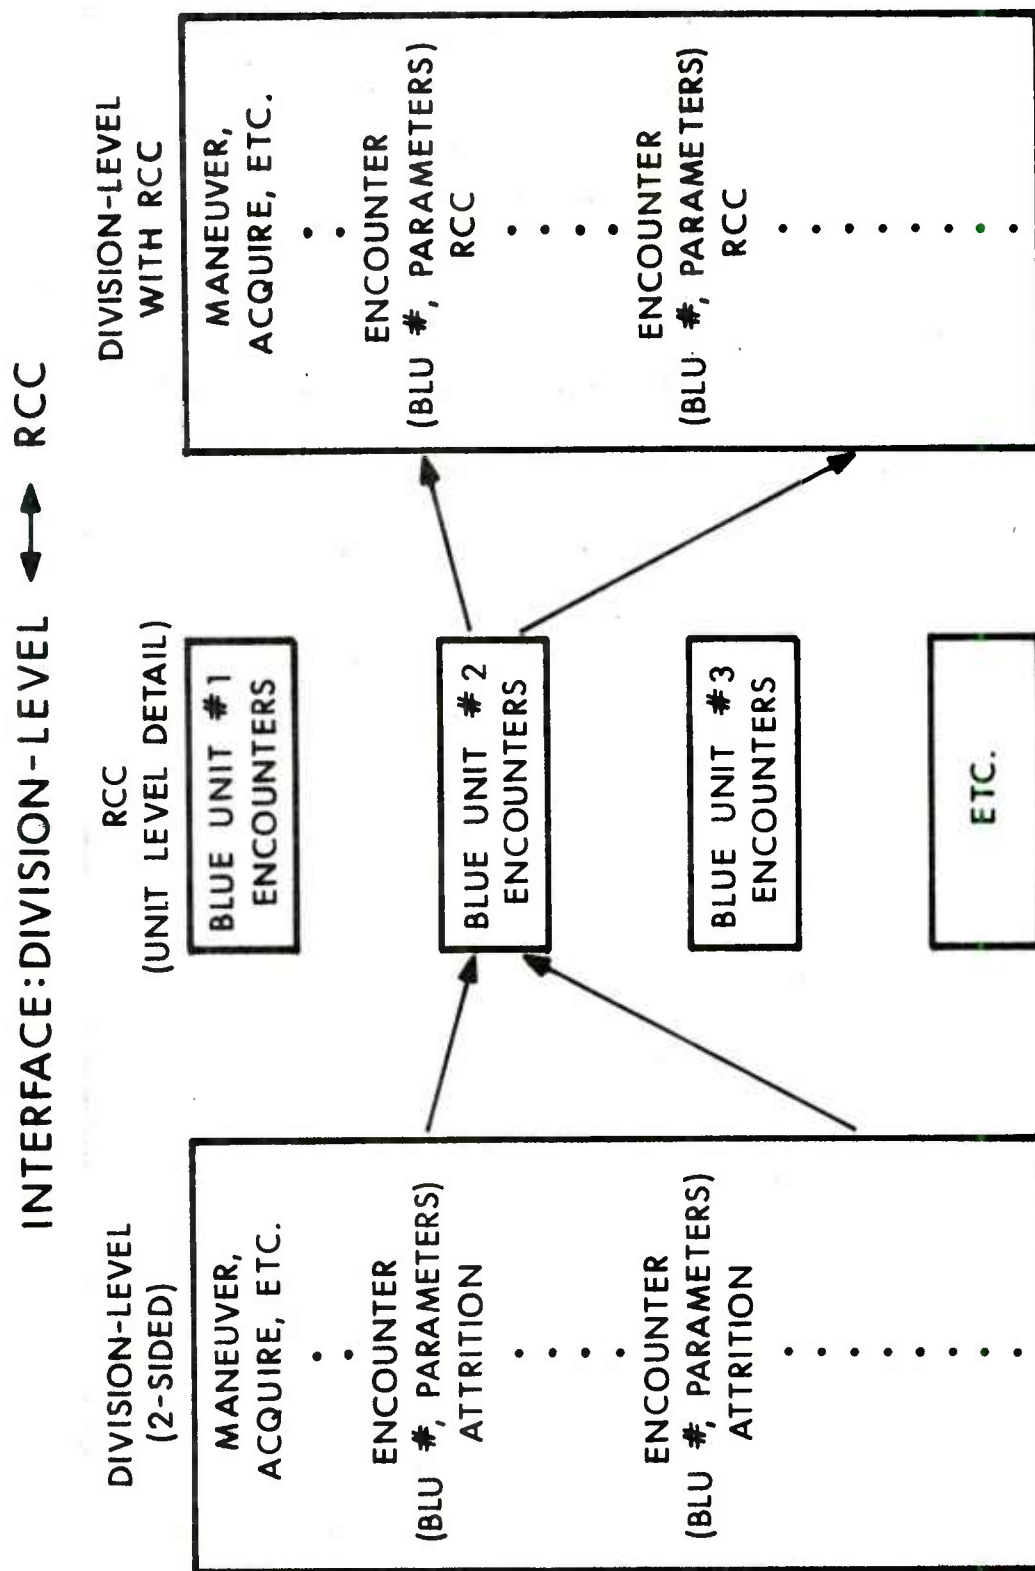 INTERFACE: DIVISION-LEVEL ↔ RCC
DIVISION-LEVEL
(2-SIDED)
MANEUVER,
ACQUIRE, ETC.
ENCOUNTER
(BLU #, PARAMETERS)
ATTRITION
ENCOUNTER
(BLU #, PARAMETERS)
ATTRITION
RCC
(UNIT LEVEL DETAIL)
BLUE UNIT #1
ENCOUNTERS
BLUE UNIT #2
ENCOUNTERS
BLUE UNIT #3
ENCOUNTERS
ETC.
DIVISION-LEVEL
WITH RCC
MANEUVER,
ACQUIRE, ETC.
ENCOUNTER
(BLU #, PARAMETERS)
RCC
ENCOUNTER
(BLU #, PARAMETERS)
RCC